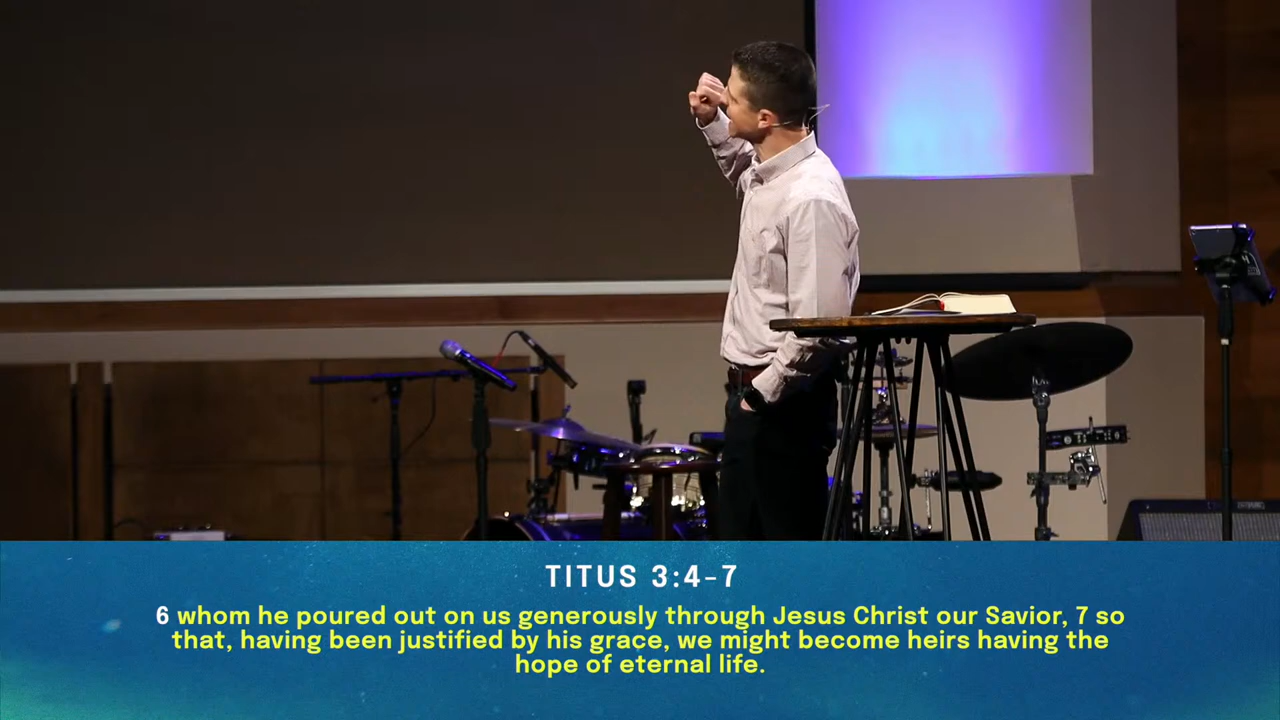 TITUS 3:4-7
6 whom he poured out on us generously through Jesus Christ our Savior, 7 so
that, having been justified by his grace, we might become heirs having the
hope of eternal life.